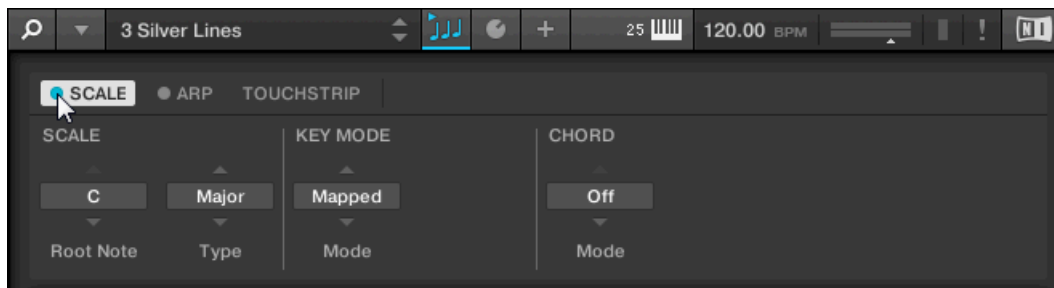 3 Silver Lines 25 120.00 BPM ! NI
SCALE ARP TOUCHSTRIP
SCALE KEY MODE CHORD
C Major Mapped Off
Root Note Type Mode Mode